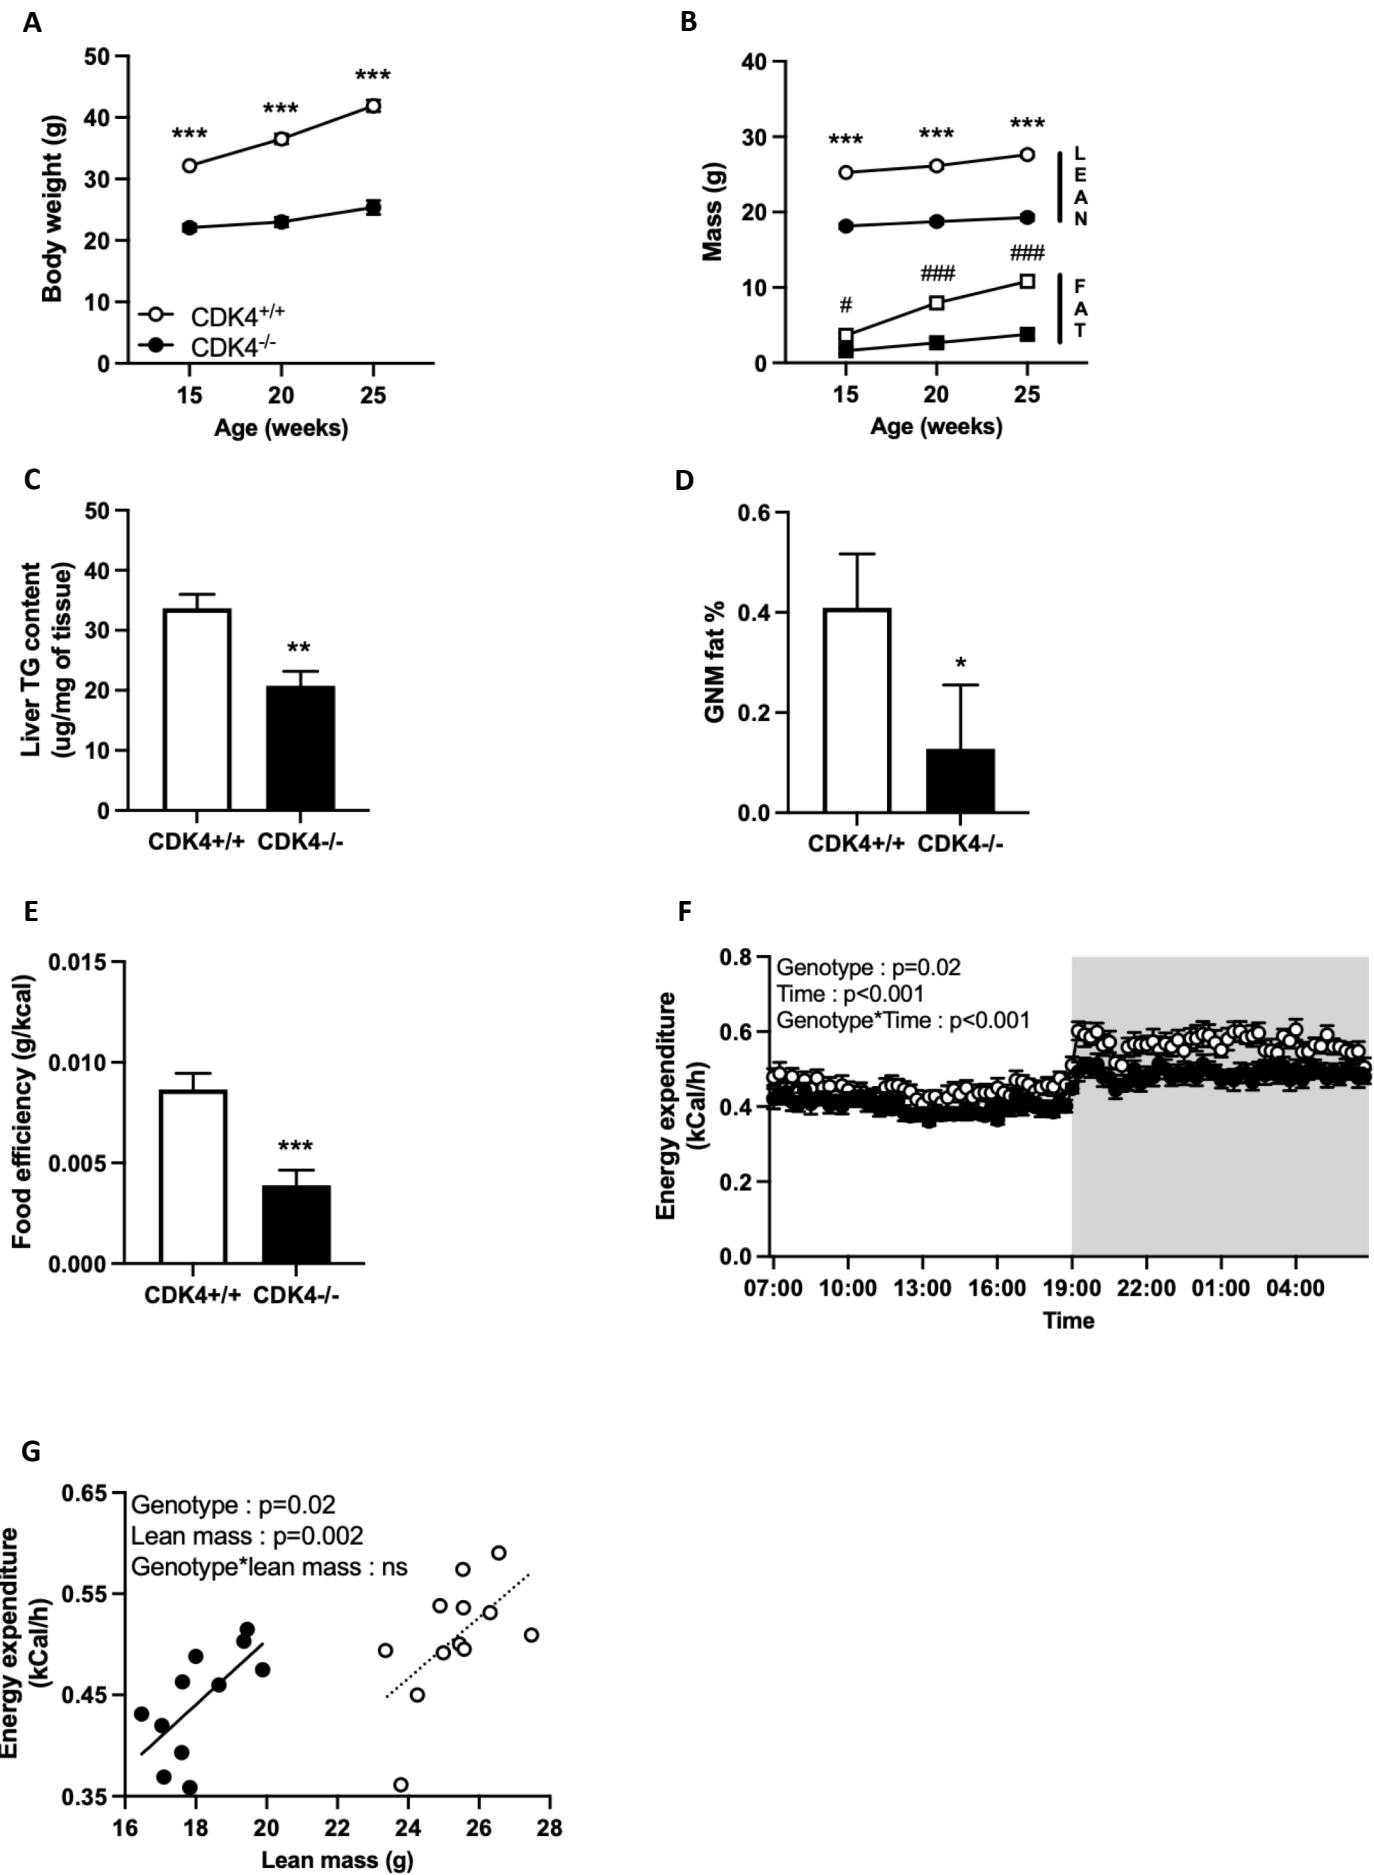 A
50
40
30
20
10
0
Body weight (g)
***
***
***
CDK4+/+
CDK4-/-
15 20 25
Age (weeks)
B
40
30
20
10
0
Mass (g)
***
***
***
#
###
###
L
E
A
N
F
A
T
15 20 25
Age (weeks)
C
50
40
30
20
10
0
Liver TG content
(ug/mg of tissue)
**
CDK4+/+ CDK4-/-
D
0.6
0.4
0.2
0.0
GNM fat %
*
CDK4+/+ CDK4-/-
E
0.015
0.010
0.005
0.000
Food efficiency (g/kcal)
***
CDK4+/+ CDK4-/-
F
0.8
0.6
0.4
0.2
0.0
Energy expenditure
(kCal/h)
Genotype : p=0.02
Time : p<0.001
Genotype*Time : p<0.001
07:00 10:00 13:00 16:00 19:00 22:00 01:00 04:00
Time
G
0.65
0.55
0.45
0.35
Energy expenditure
(kCal/h)
Genotype : p=0.02
Lean mass : p=0.002
Genotype*lean mass : ns
16 18 20 22 24 26 28
Lean mass (g)